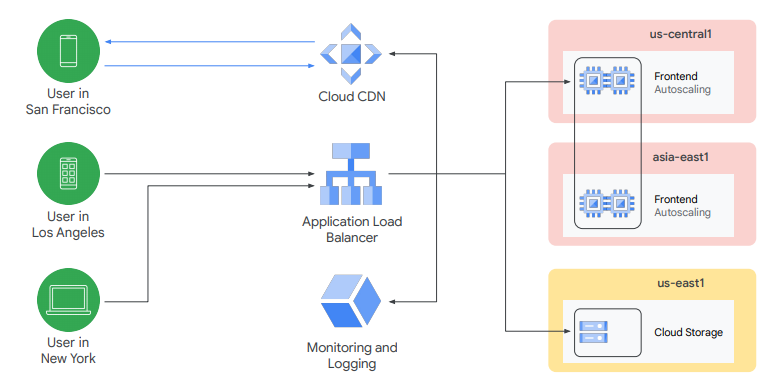 User in
San Francisco
Cloud CDN
us-central1
Frontend
Autoscaling
User in
Los Angeles
Application Load
Balancer
asia-east1
Frontend
Autoscaling
User in
New York
Monitoring and
Logging
us-east1
Cloud Storage